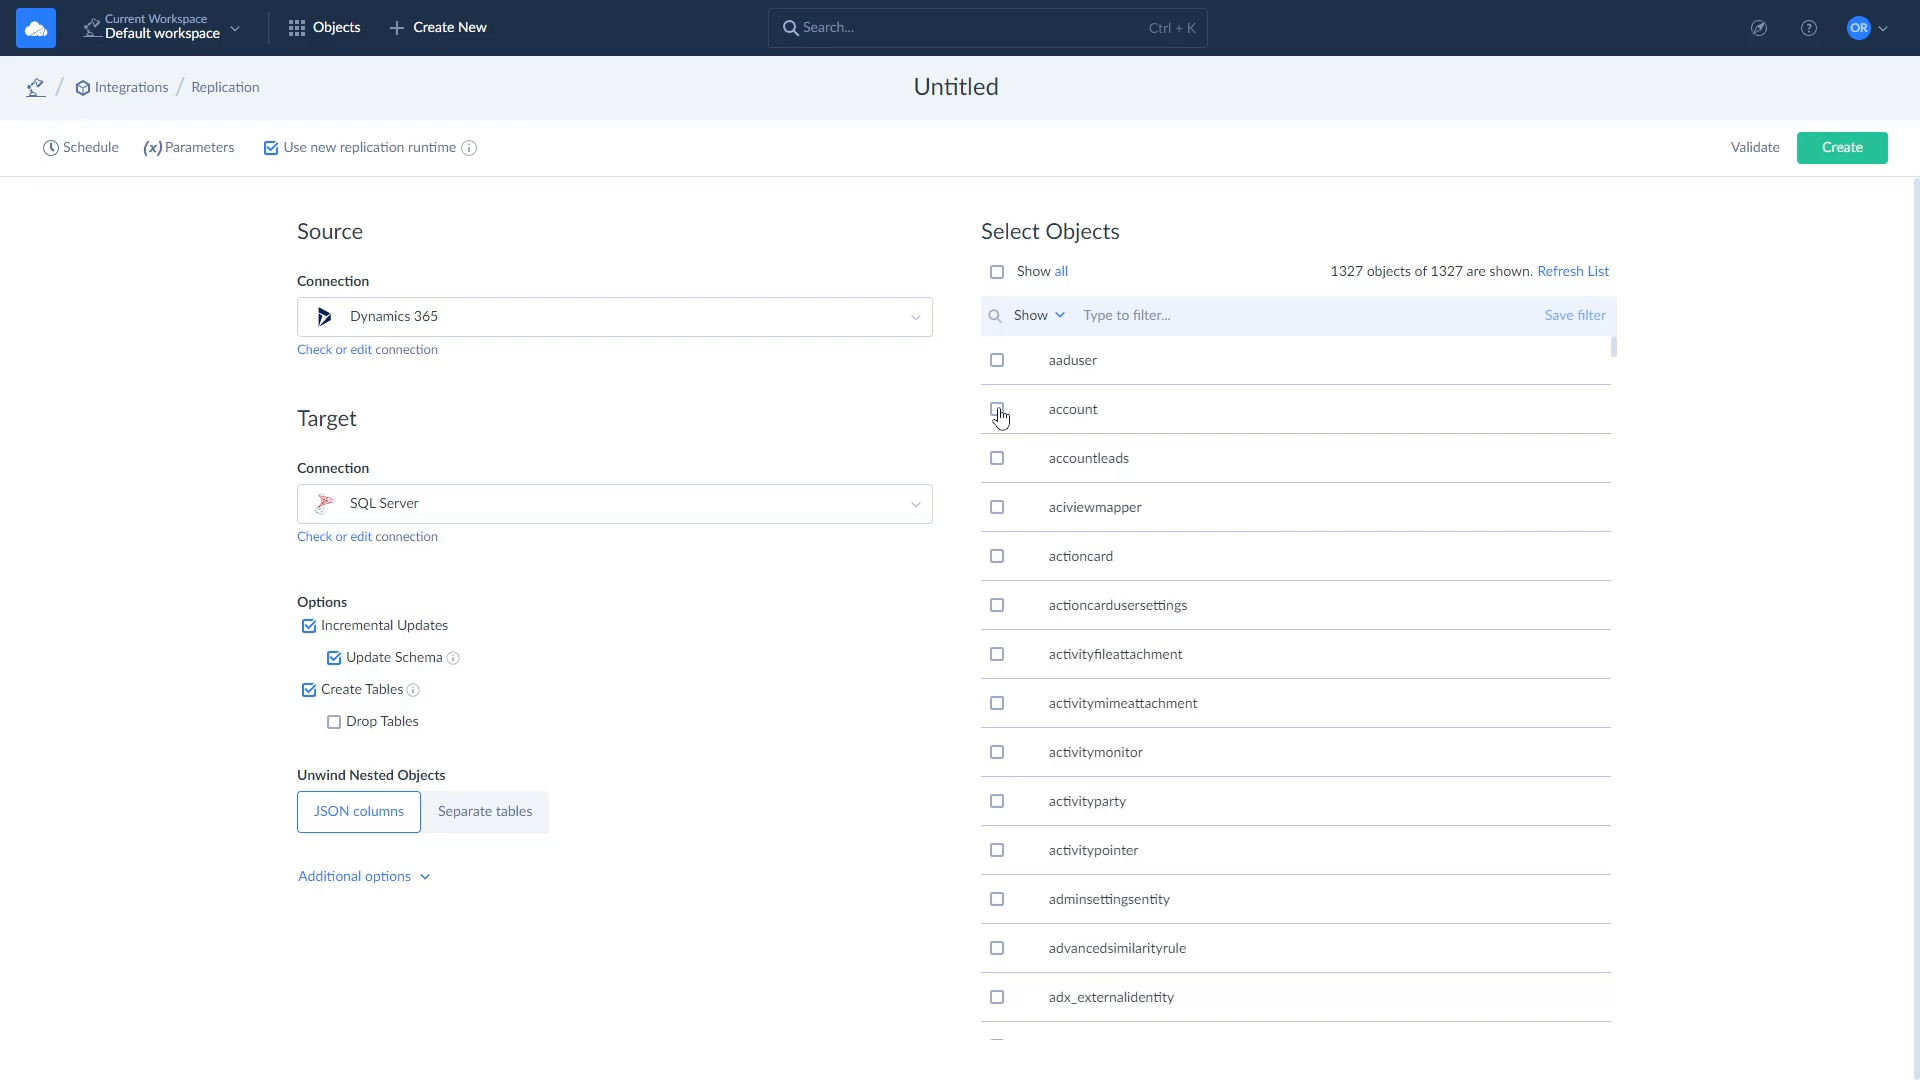 Current Workspace
Default workspace
Objects
Create New
Search...
Ctrl + K
OR
/ Integrations / Replication
Untitled
Schedule
(x) Parameters
Use new replication runtime
Validate
Create
Source
Connection
Dynamics 365
Check or edit connection
Target
Connection
SQL Server
Check or edit connection
Options
Incremental Updates
Update Schema
Create Tables
Drop Tables
Unwind Nested Objects
JSON columns
Separate tables
Additional options
Select Objects
Show all
1327 objects of 1327 are shown. Refresh List
Show
Type to filter...
Save filter
aaduser
account
accountleads
aciviewmapper
actioncard
actioncardusersettings
activityfileattachment
activitymimeattachment
activitymonitor
activityparty
activitypointer
adminsettingsentity
advancedsimilarityrule
adx_externalidentity